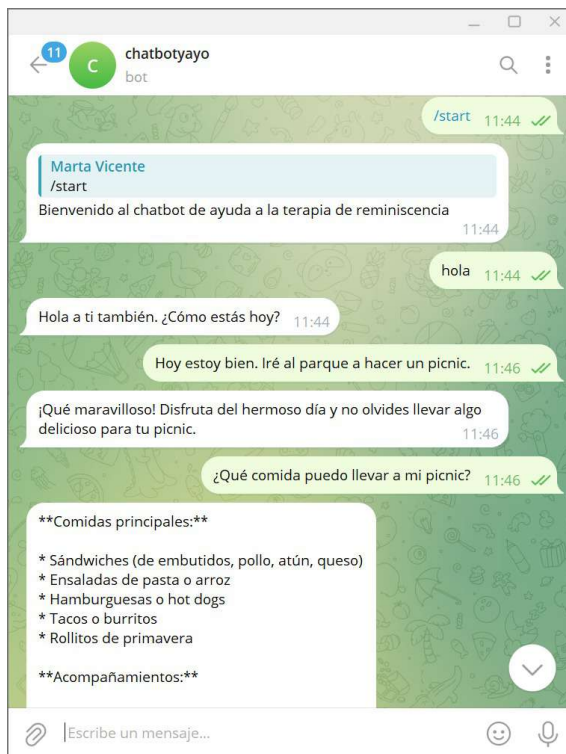 11
C
chatbotyayo
bot
/start 11:44
Marta Vicente
/start
Bienvenido al chatbot de ayuda a la terapia de reminiscencia
11:44
hola 11:44
Hola a ti también. ¿Cómo estás hoy? 11:44
Hoy estoy bien. Iré al parque a hacer un picnic. 11:46
¡Qué maravilloso! Disfruta del hermoso día y no olvides llevar algo
delicioso para tu picnic. 11:46
¿Qué comida puedo llevar a mi picnic? 11:46
**Comidas principales:**
* Sándwiches (de embutidos, pollo, atún, queso)
* Ensaladas de pasta o arroz
* Hamburguesas o hot dogs
* Tacos o burritos
* Rollitos de primavera
**Acompañamientos:**
Escribe un mensaje...